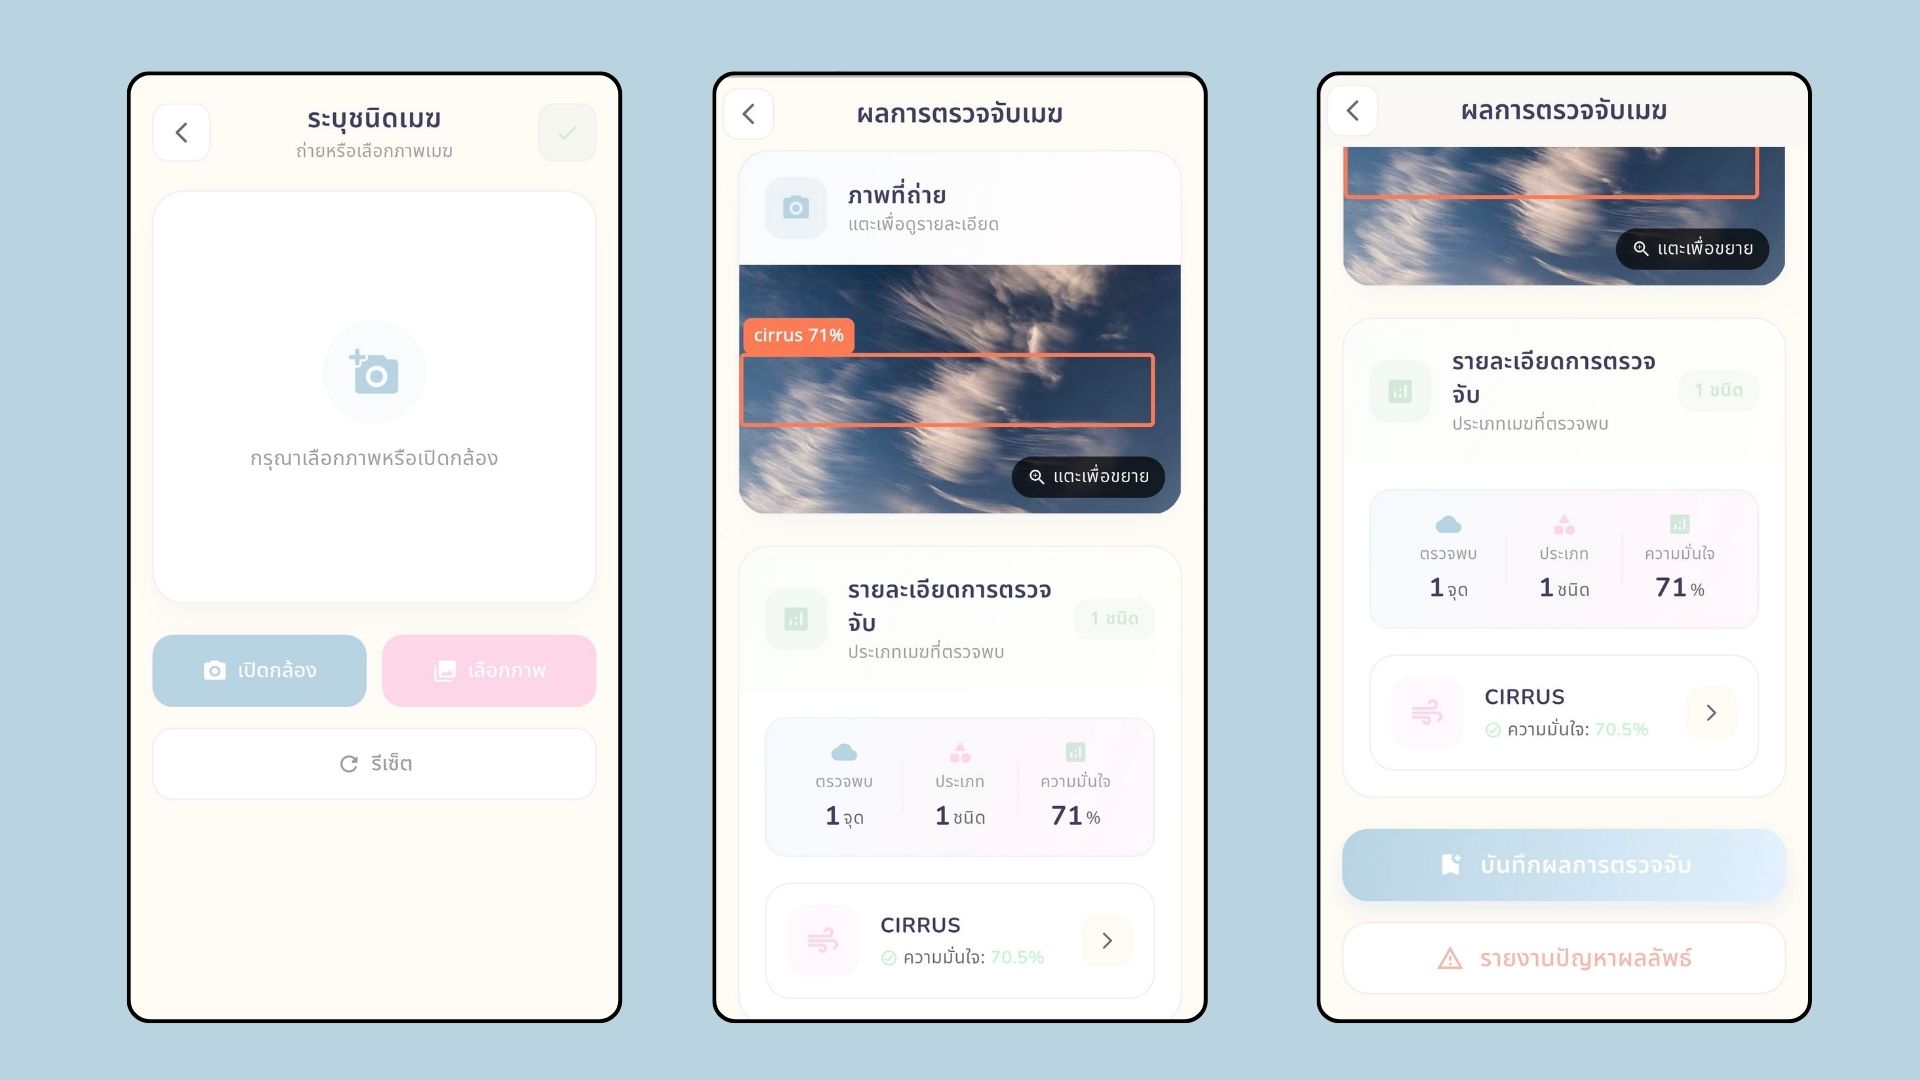 ระบุชนิดเมฆ
ถ่ายหรือเลือกภาพเมฆ
กรุณาเลือกภาพหรือเปิดกล้อง
เปิดกล้อง
เลือกภาพ
รีเซ็ต
ผลการตรวจจับเมฆ
ภาพที่ถ่าย
แตะเพื่อดูรายละเอียด
cirrus 71%
แตะเพื่อขยาย
รายละเอียดการตรวจ
จับ
1 ชนิด
ประเภทเมฆที่ตรวจพบ
ตรวจพบ ประเภท ความมั่นใจ
1 จุด 1 ชนิด 71 %
CIRRUS
ความมั่นใจ: 70.5%
ผลการตรวจจับเมฆ
แตะเพื่อขยาย
รายละเอียดการตรวจ
จับ
1 ชนิด
ประเภทเมฆที่ตรวจพบ
ตรวจพบ ประเภท ความมั่นใจ
1 จุด 1 ชนิด 71 %
CIRRUS
ความมั่นใจ: 70.5%
บันทึกผลการตรวจจับ
รายงานปัญหาผลลัพธ์